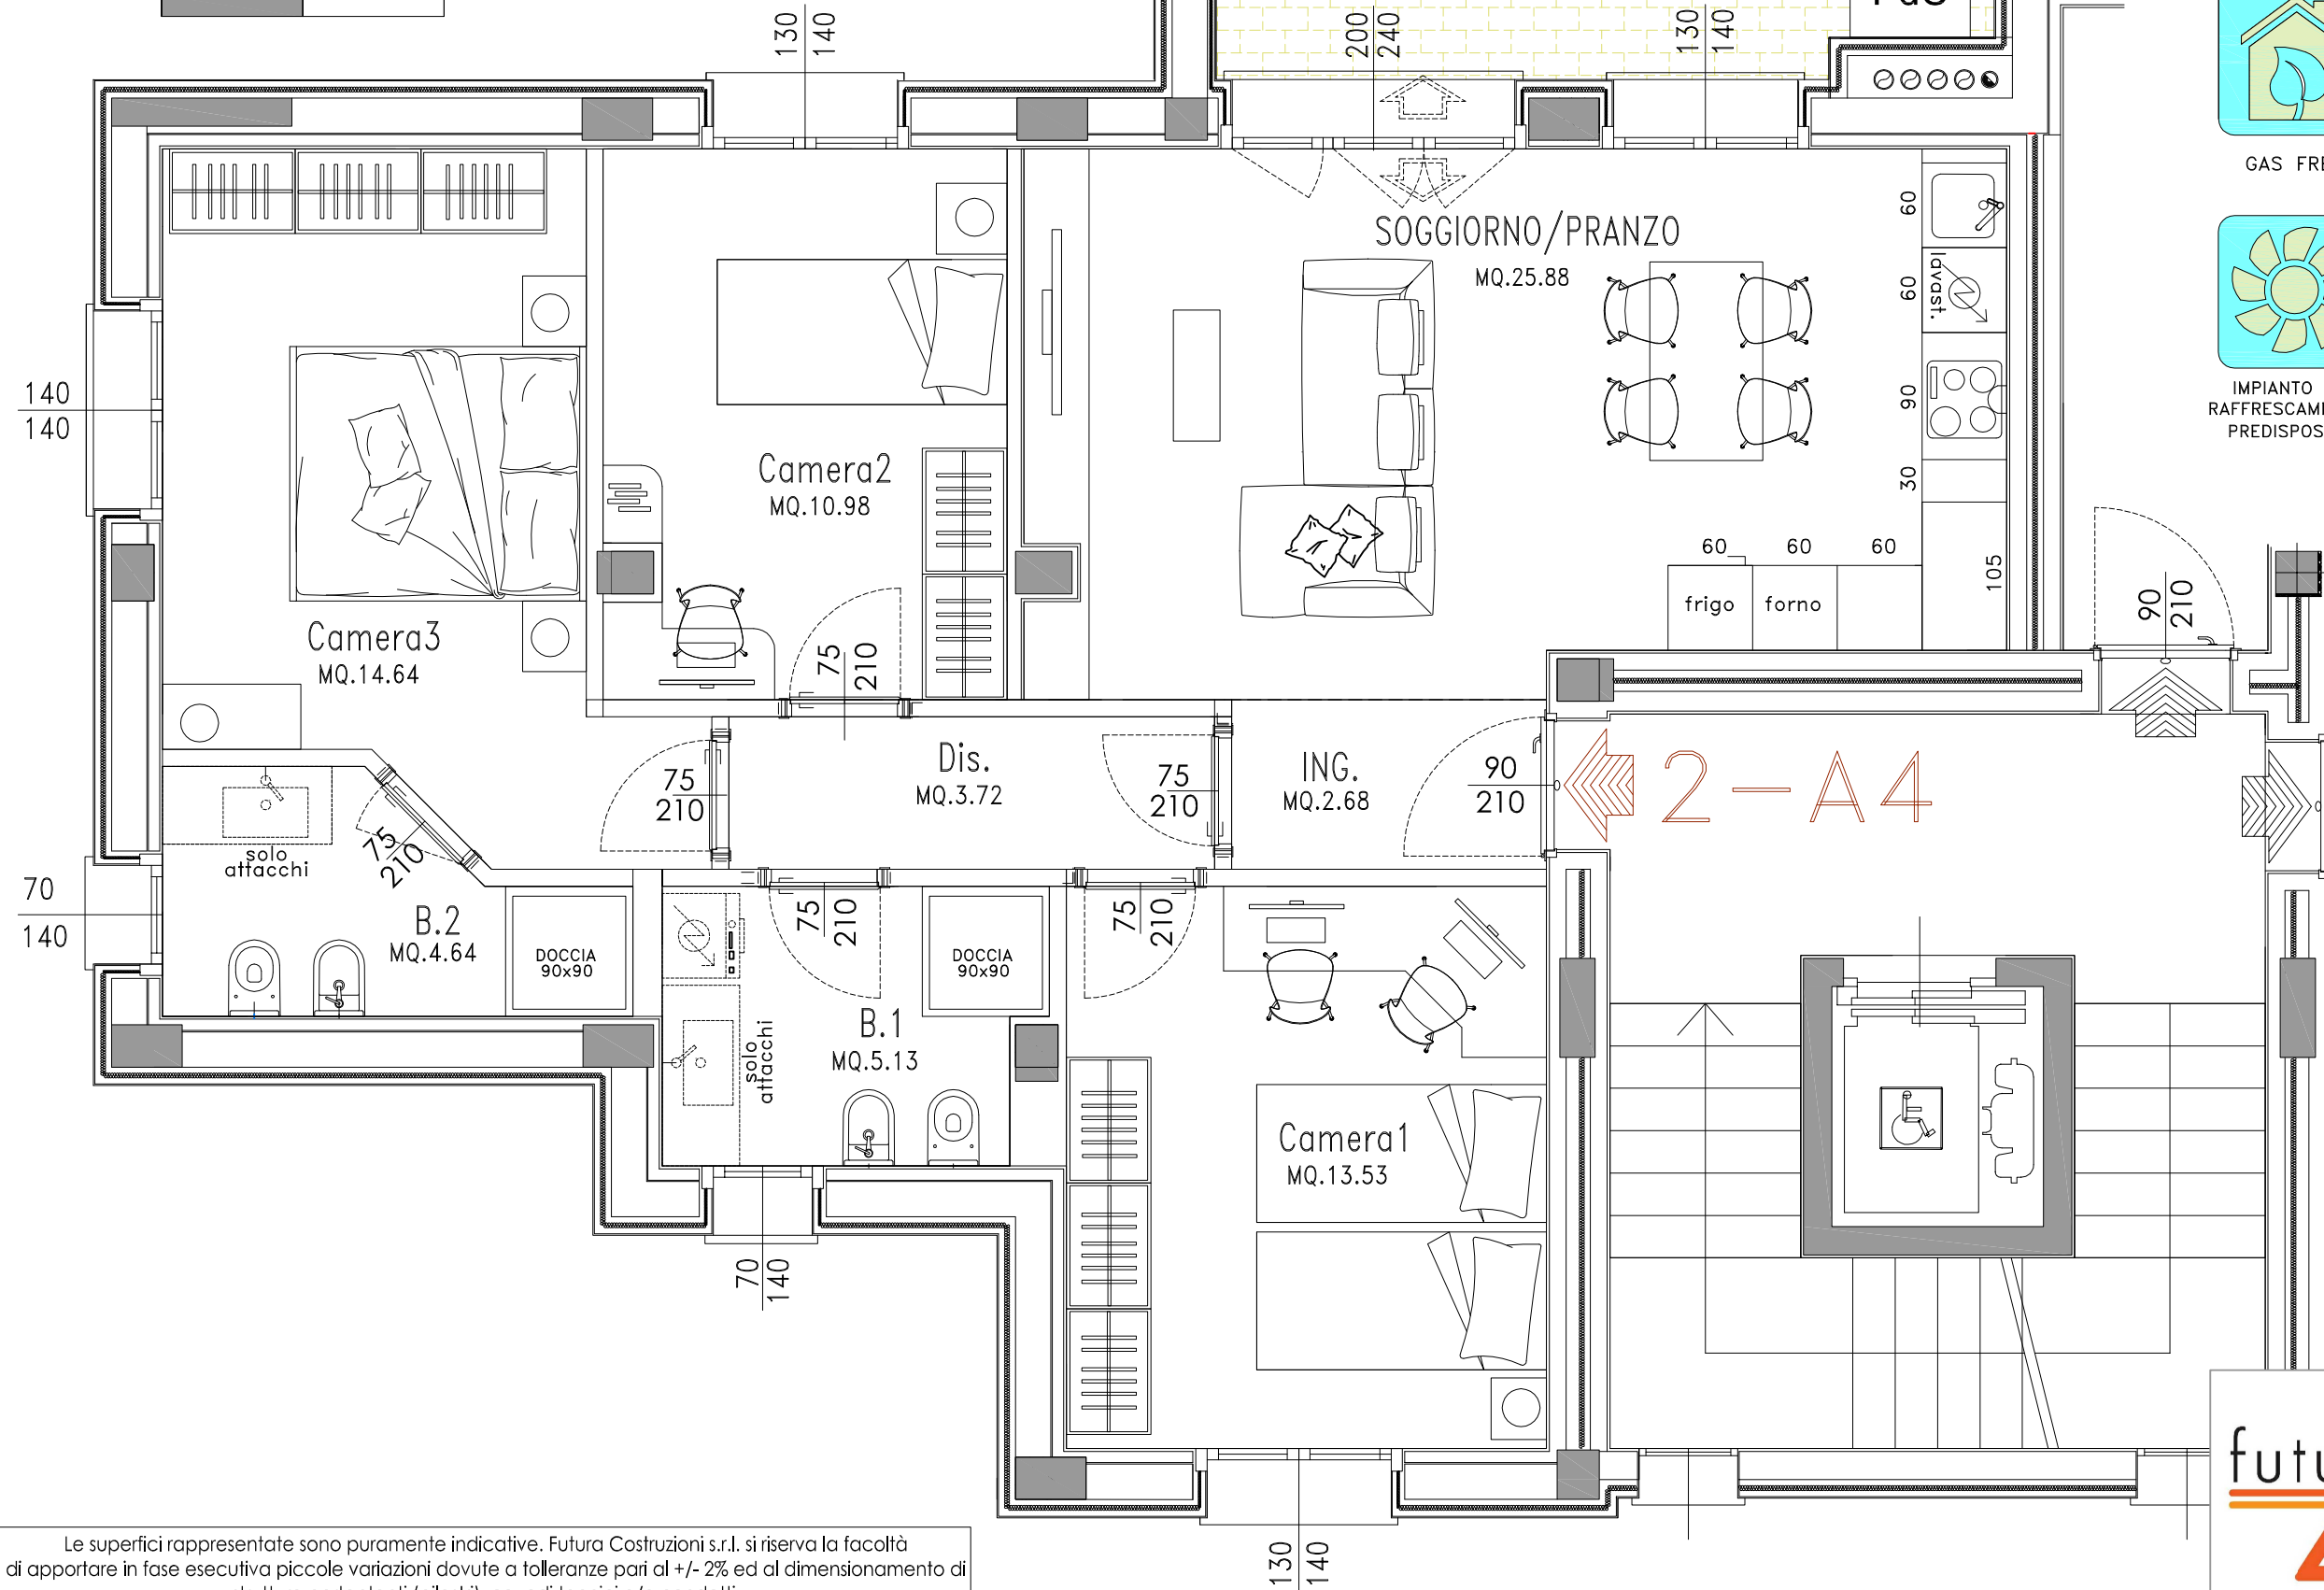 130
140
200
240
130
140
GAS
SOGGIORNO/PRANZO
MQ.25.88
60
lavast.
60
90
30
105
60
60
60
frigo
forno
IMPIANTO
140
140
Camera2
MQ.10.98
Camera3
MQ.14.64
75
210
90
210
75
210
Dis.
MQ.3.72
75
210
ING.
MQ.2.68
90
210
2-A4
solo
attacchi
75
210
70
140
B.2
MQ.4.64
DOCCIA
90x90
75
210
DOCCIA
90x90
75
210
B.1
MQ.5.13
solo
attacchi
Camera1
MQ.13.53
70
140
130
140
Le superfici rappresentate sono puramente indicative. Futura Costruzioni s.r.l. si riserva la facoltà
di apportare in fase esecutiva piccole variazioni dovute a tolleranze pari al +/- 2% ed al dimensionamento di